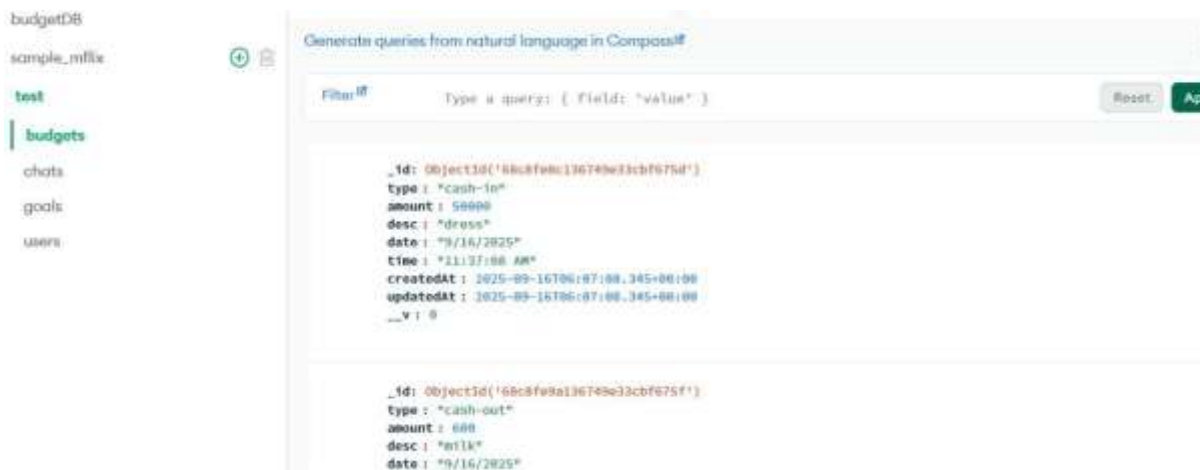 budgetDB
sample_mflix
test
budgets
chats
goals
users
Generate queries from natural language in Compass
Filter
Type a query: { field: "value" }
Reset
Ap
_id: ObjectId('68c8fe8c136749e33cbf675d')
type : "cash-in"
amount : 50000
desc : "dress"
date : "9/16/2025"
time : "11:37:08 AM"
createdAt : 2025-09-16T06:07:08.345+00:00
updatedAt : 2025-09-16T06:07:08.345+00:00
__v : 0
_id: ObjectId('68c8fe9a136749e33cbf675f')
type : "cash-out"
amount : 600
desc : "milk"
date : "9/16/2025"